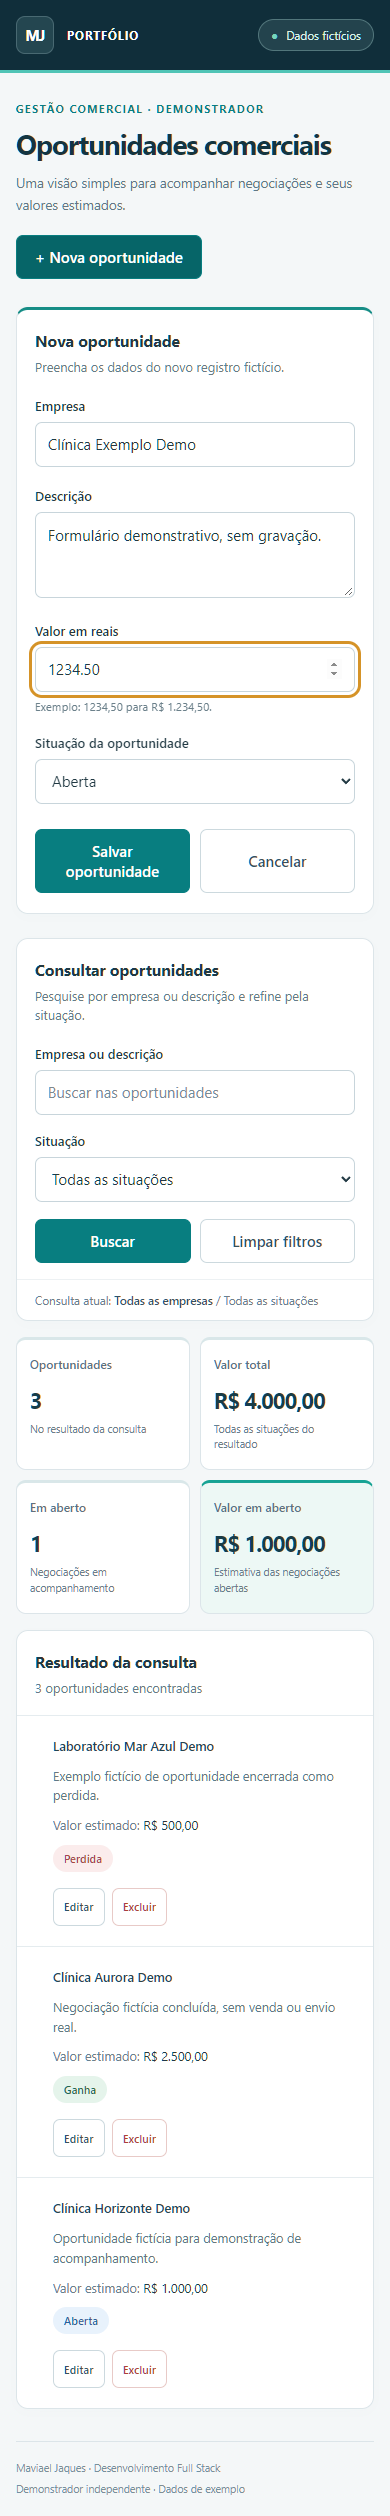 MJ PORTFÓLIO Dados fictícios
GESTÃO COMERCIAL · DEMONSTRADOR
Oportunidades comerciais
Uma visão simples para acompanhar negociações e seus
valores estimados.
+ Nova oportunidade
Nova oportunidade
Preencha os dados do novo registro fictício.
Empresa
Clínica Exemplo Demo
Descrição
Formulário demonstrativo, sem gravação.
Valor em reais
1234.50
Exemplo: 1234,50 para R$ 1.234,50.
Situação da oportunidade
Aberta
Salvar
oportunidade
Cancelar
Consultar oportunidades
Pesquise por empresa ou descrição e refine pela
situação.
Empresa ou descrição
Buscar nas oportunidades
Situação
Todas as situações
Buscar
Limpar filtros
Consulta atual: Todas as empresas / Todas as situações
Oportunidades
3
No resultado da consulta
Valor total
R$ 4.000,00
Todas as situações do
resultado
Em aberto
1
Negociações em
acompanhamento
Valor em aberto
R$ 1.000,00
Estimativa das negociações
abertas
Resultado da consulta
3 oportunidades encontradas
Laboratório Mar Azul Demo
Exemplo fictício de oportunidade encerrada como
perdida.
Valor estimado: R$ 500,00
Perdida
Editar Excluir
Clínica Aurora Demo
Negociação fictícia concluída, sem venda ou envio
real.
Valor estimado: R$ 2.500,00
Ganha
Editar Excluir
Clínica Horizonte Demo
Oportunidade fictícia para demonstração de
acompanhamento.
Valor estimado: R$ 1.000,00
Aberta
Editar Excluir
Maviael Jaques · Desenvolvimento Full Stack
Demonstrador independente · Dados de exemplo